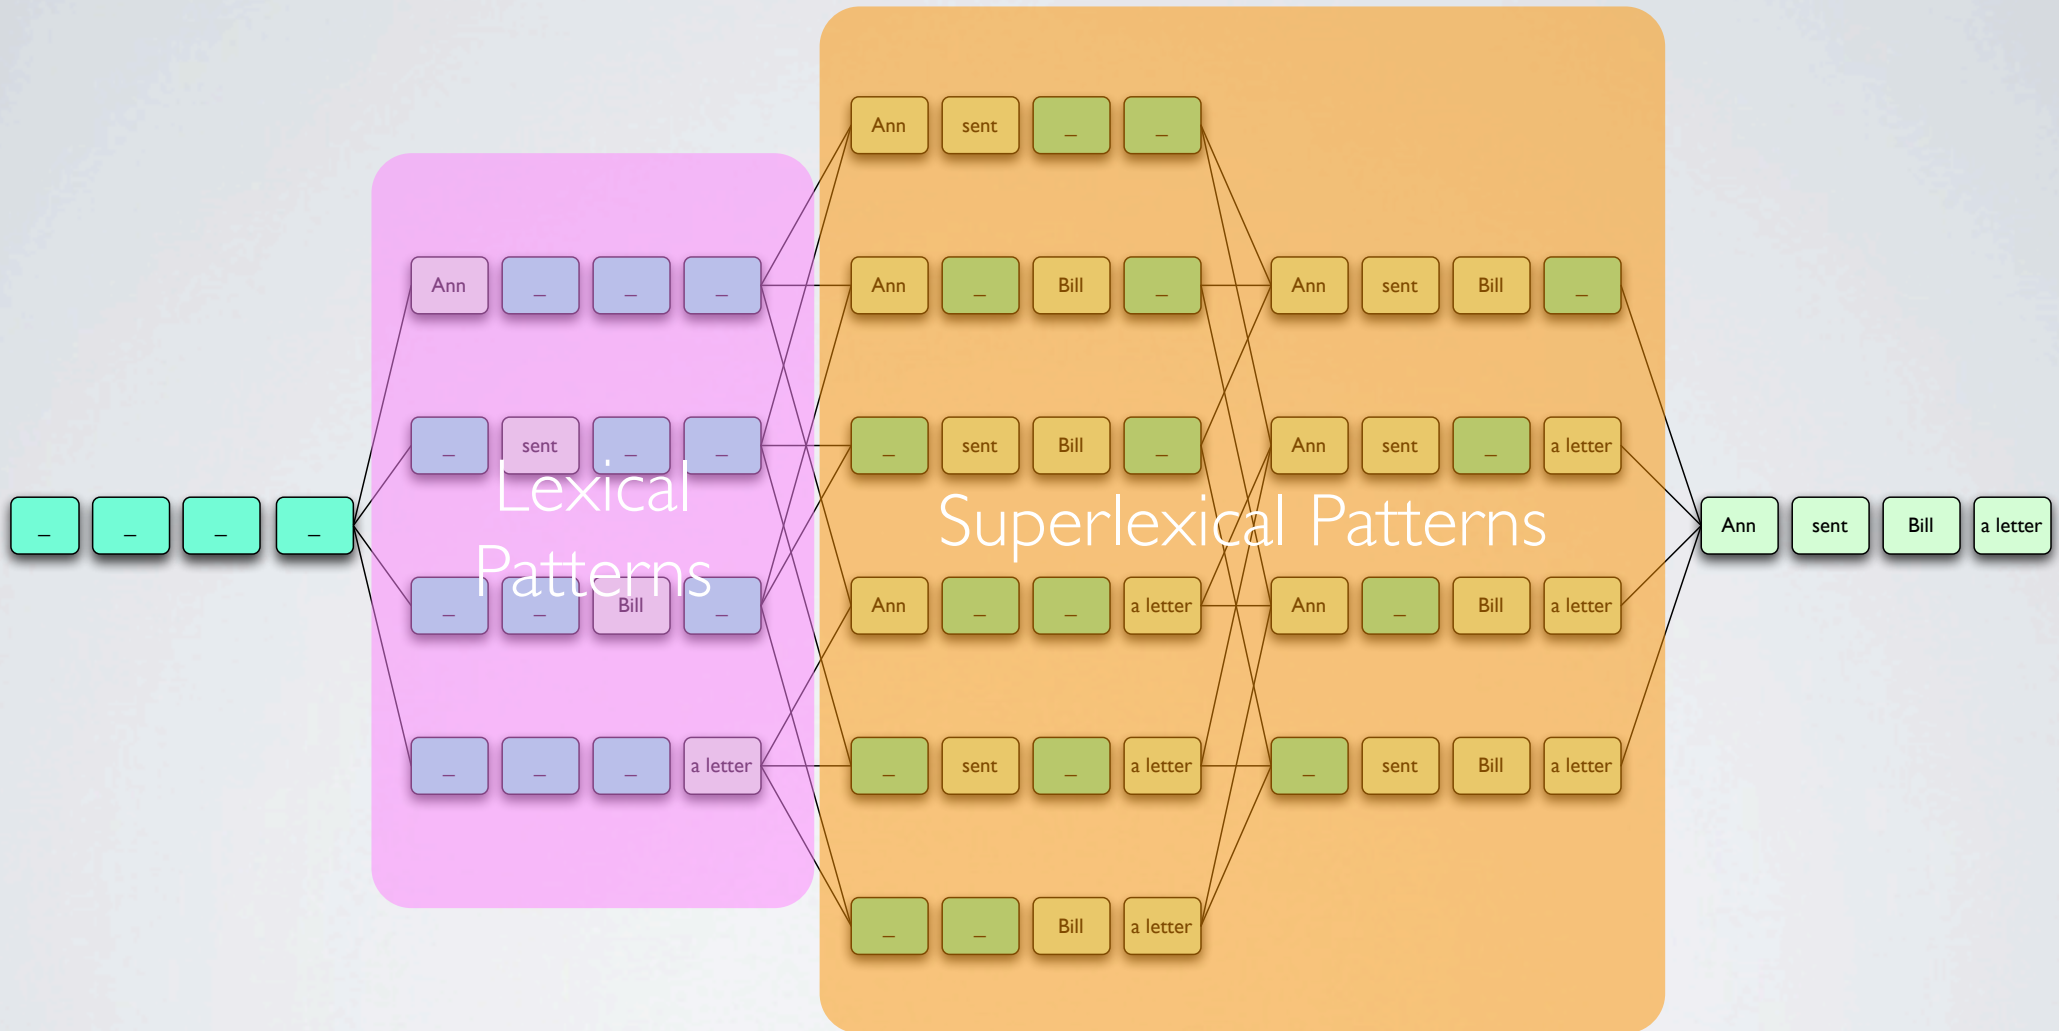 _ _ _ _
Ann _ _ _
_ sent _ _
_ _ Bill _
_ _ _ a letter
Lexical
Patterns
Ann sent _ _
Ann _ Bill _
_ sent Bill _
Ann _ _ a letter
_ sent _ a letter
_ _ Bill a letter
Superlexical Patterns
Ann sent Bill _
Ann sent _ a letter
Ann _ Bill a letter
_ sent Bill a letter
Ann sent Bill a letter